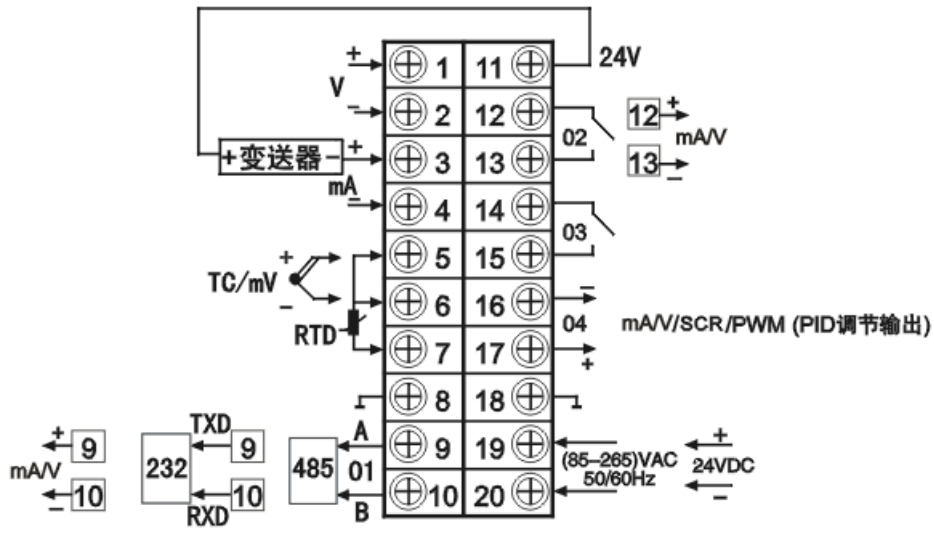 24V
+
V
−
1 11
2 12
12 +
mA/V
13 −
O2
+变送器− +
3 13
mA
−
4 14
O3
5 15
TC/mV + −
6 16
RTD
7 17
−
O4
+
mA/V/SCR/PWM (PID调节输出)
8 18
+ 9
mA/V
− 10
TXD 9
232
RXD 10
485
A
01
B
9 19
10 20
(85–265)VAC
50/60Hz
+
24VDC
−